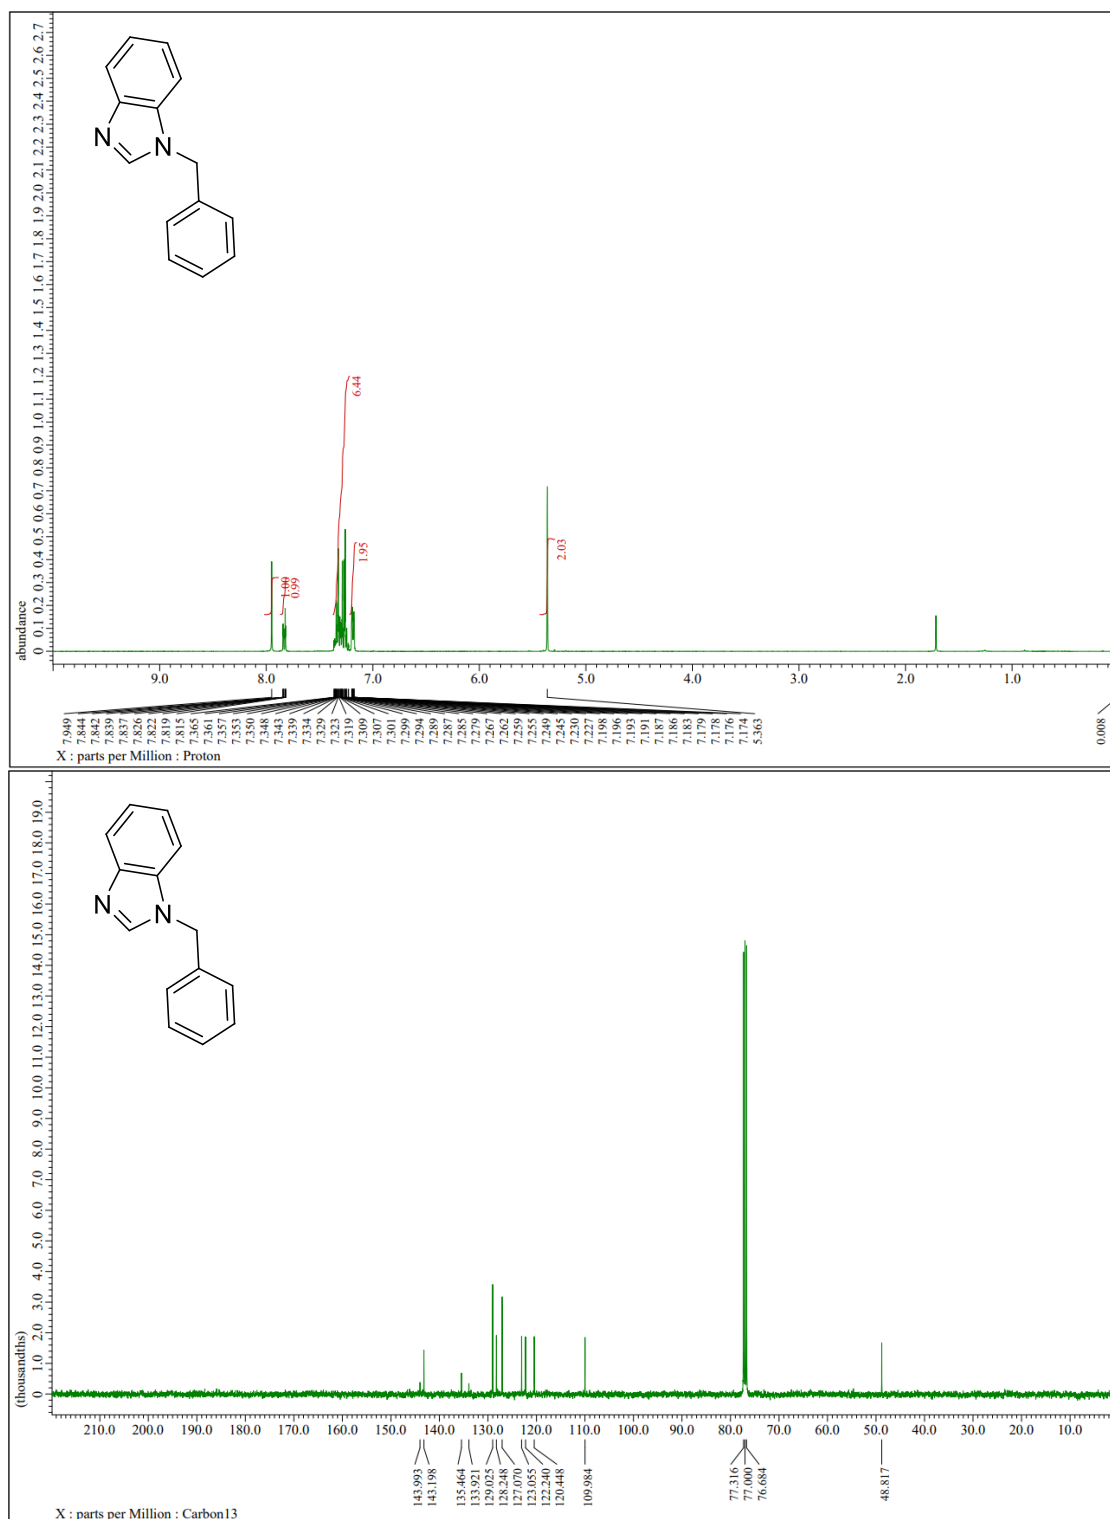 abundance
0 0.1 0.2 0.3 0.4 0.5 0.6 0.7 0.8 0.9 1.0 1.1 1.2 1.3 1.4 1.5 1.6 1.7 1.8 1.9 2.0 2.1 2.2 2.3 2.4 2.5 2.6 2.7
N
N
1.00
0.99
6.44
1.95
2.03
9.0 8.0 7.0 6.0 5.0 4.0 3.0 2.0 1.0
7.949 7.844 7.842 7.839 7.837 7.826 7.822 7.819 7.815 7.365 7.361 7.357 7.353 7.350 7.348 7.343 7.339 7.334 7.329 7.323 7.319 7.309 7.307 7.301 7.299 7.294 7.289 7.287 7.285 7.279 7.267 7.262 7.259 7.255 7.249 7.245 7.230 7.227 7.198 7.196 7.193 7.191 7.187 7.186 7.183 7.179 7.178 7.176 7.174 5.363 0.008
X : parts per Million : Proton
(thousandths)
0 1.0 2.0 3.0 4.0 5.0 6.0 7.0 8.0 9.0 10.0 11.0 12.0 13.0 14.0 15.0 16.0 17.0 18.0 19.0
N
N
210.0 200.0 190.0 180.0 170.0 160.0 150.0 140.0 130.0 120.0 110.0 100.0 90.0 80.0 70.0 60.0 50.0 40.0 30.0 20.0 10.0
143.993 143.198 135.464 133.921 129.025 128.248 127.070 123.055 122.240 120.448 109.984 77.316 77.000 76.684 48.817
X : parts per Million : Carbon13